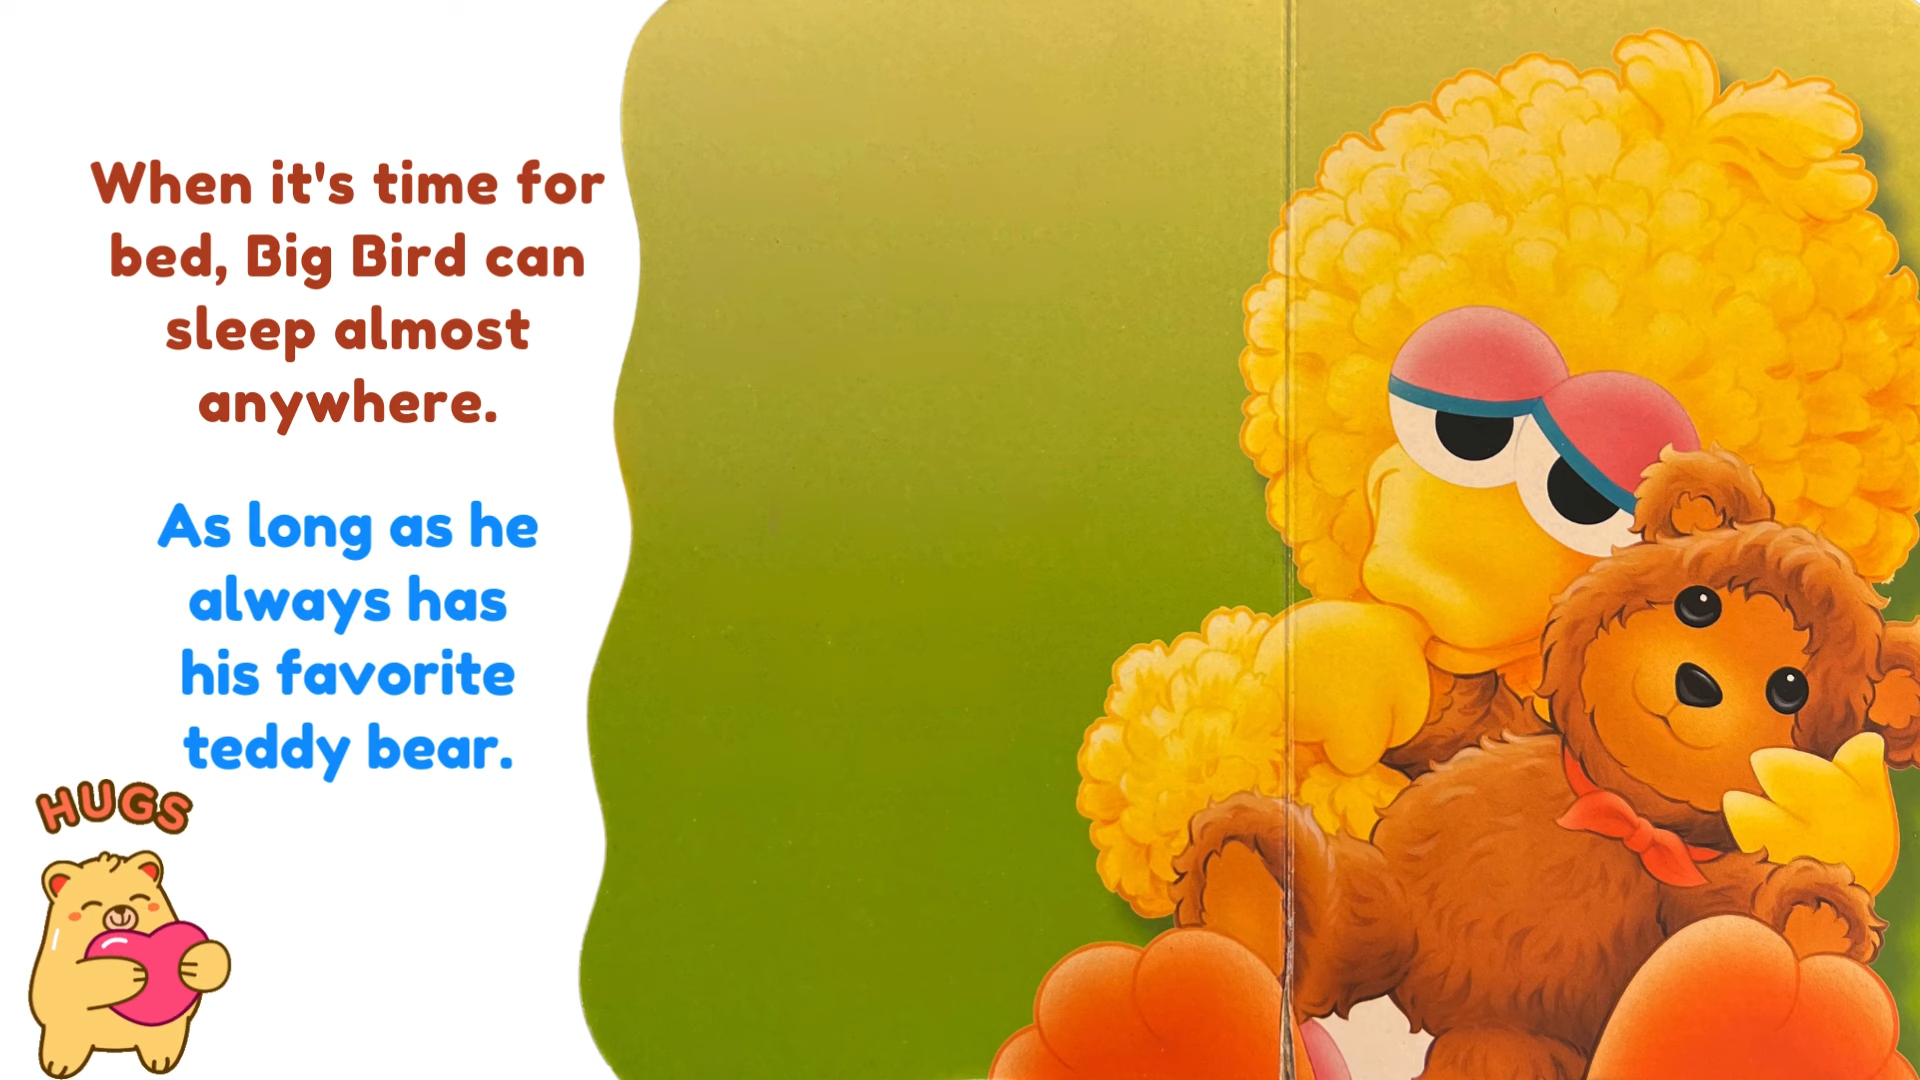 When it's time for
bed, Big Bird can
sleep almost
anywhere.
As long as he
always has
his favorite
teddy bear.
HUGS